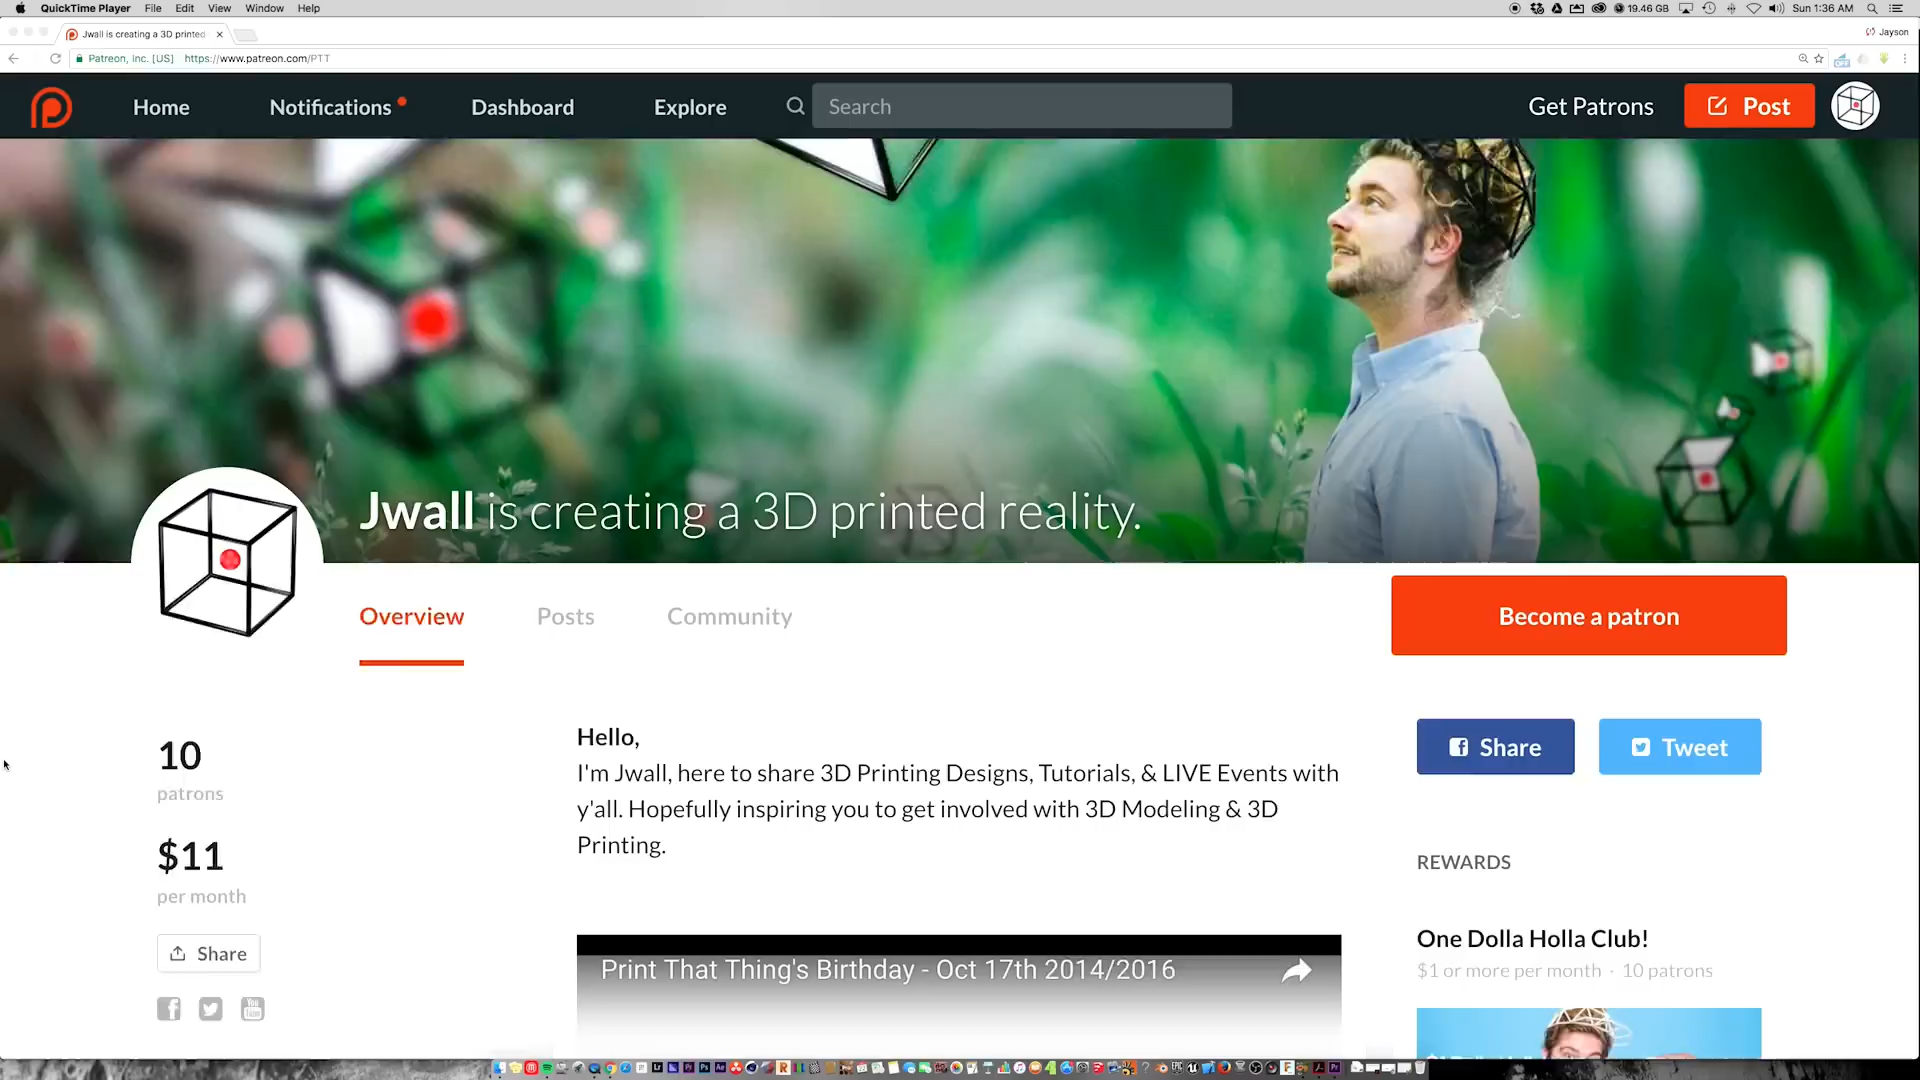 QuickTime Player File Edit View Window Help
19.46 GB Sun 1:36 AM
Jwall is creating a 3D printed
Jayson
Patreon, Inc. [US] https://www.patreon.com/PTT
Home Notifications Dashboard Explore Search Get Patrons Post
Jwall is creating a 3D printed reality.
Overview Posts Community Become a patron
Hello,
I'm Jwall, here to share 3D Printing Designs, Tutorials, & LIVE Events with
y'all. Hopefully inspiring you to get involved with 3D Modeling & 3D
Printing.
10
patrons
$11
per month
Share
Share Tweet
REWARDS
One Dolla Holla Club!
$1 or more per month · 10 patrons
Print That Thing's Birthday - Oct 17th 2014/2016